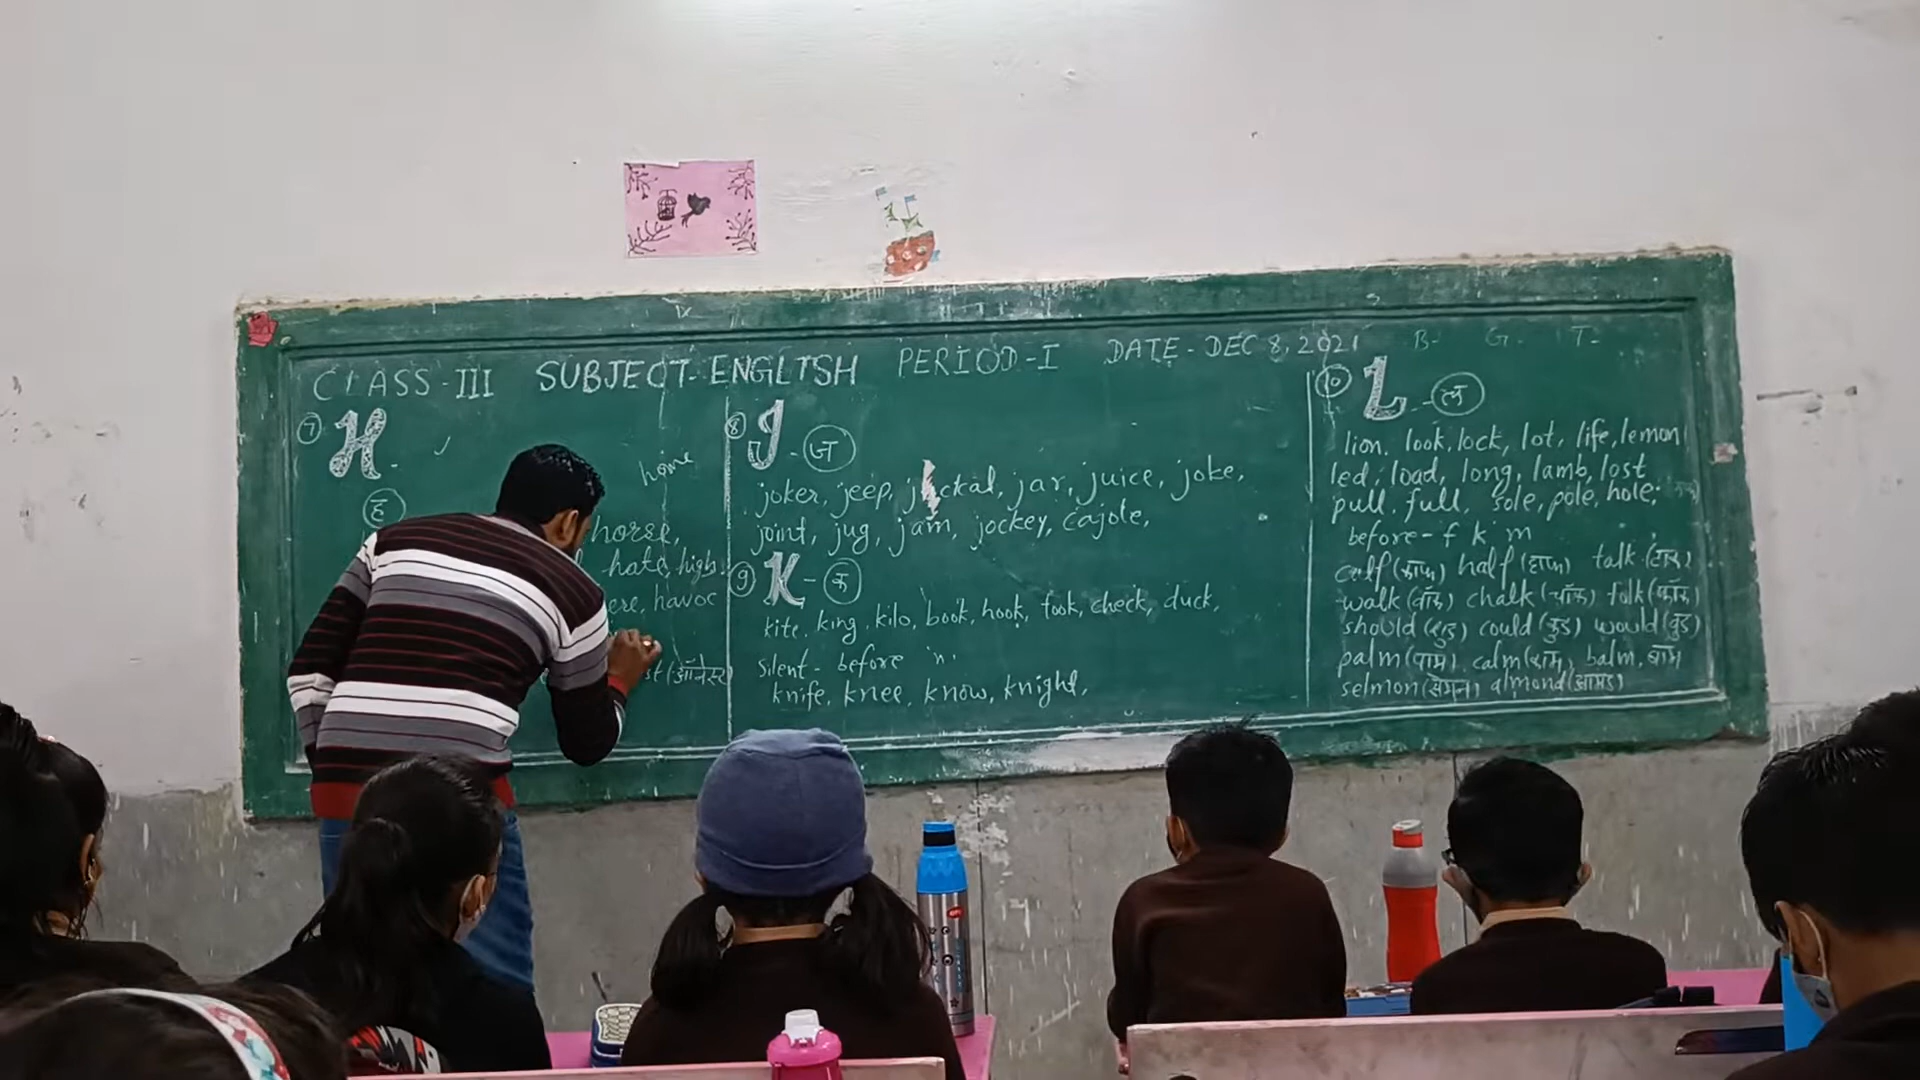 CLASS-III SUBJECT-ENGLISH PERIOD-I DATE-DEC 8, 2021 B- G- T-
7 H -
ह
home
horse,
hate, high
ere, havoc
st (ऑनेस्ट)
8 J - ज
joker, jeep, jackal, jar, juice, joke,
joint, jug, jam, jockey, cajole,
9 K - क
kite, king, kilo, book, hook, took, check, duck,
silent - before 'n'
knife, knee, know, knight,
10 L - ल
lion, look, lock, lot, life, lemon
led, load, long, lamb, lost
pull, full, sole, pole, hole,
before - f k m
calf (काफ) half (हाफ) talk (टाक)
walk (वॉक) chalk (चॉक) folk (फॉक)
should (शुड) could (कुड) would (वुड)
palm (पाम) calm (काम) balm, बाम
selmon (सेमन) almond (आमंड)